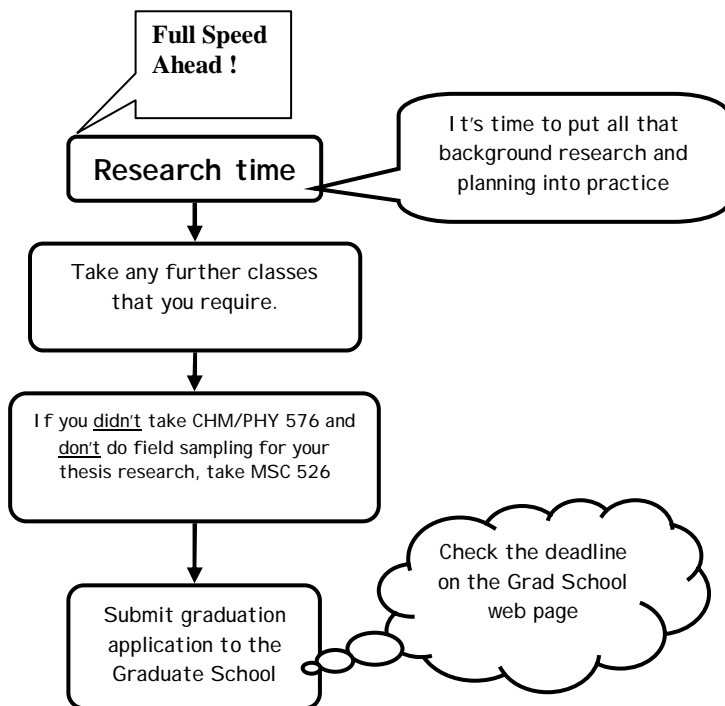 Full Speed
Ahead !
Research time
It's time to put all that
background research and
planning into practice
Take any further classes
that you require.
If you didn't take CHM/PHY 576 and
don't do field sampling for your
thesis research, take MSC 526
Submit graduation
application to the
Graduate School
Check the deadline
on the Grad School
web page